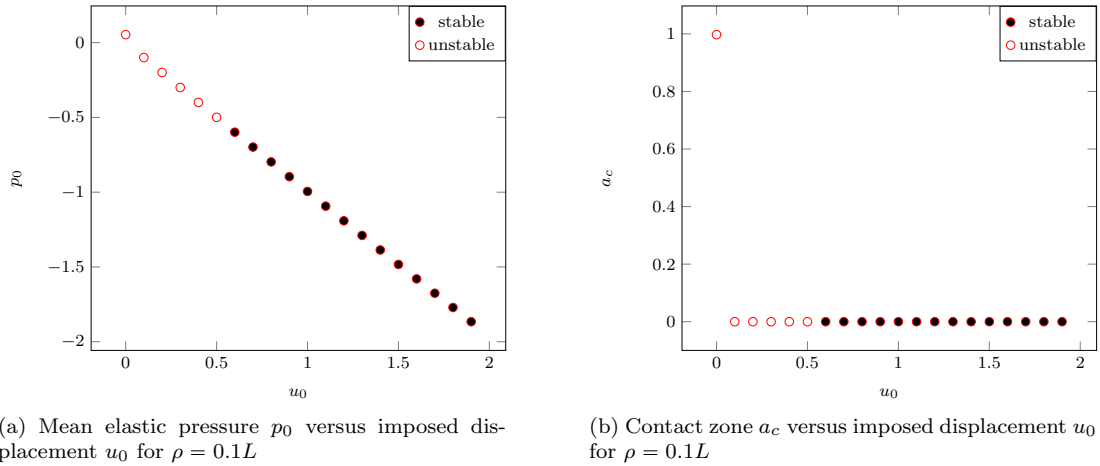 stable
unstable
0
−0.5
−1
−1.5
−2
p0
0 0.5 1 1.5 2
u0
(a) Mean elastic pressure p0 versus imposed dis-
placement u0 for ρ = 0.1L
stable
unstable
1
0.8
0.6
0.4
0.2
0
ac
0 0.5 1 1.5 2
u0
(b) Contact zone ac versus imposed displacement u0
for ρ = 0.1L